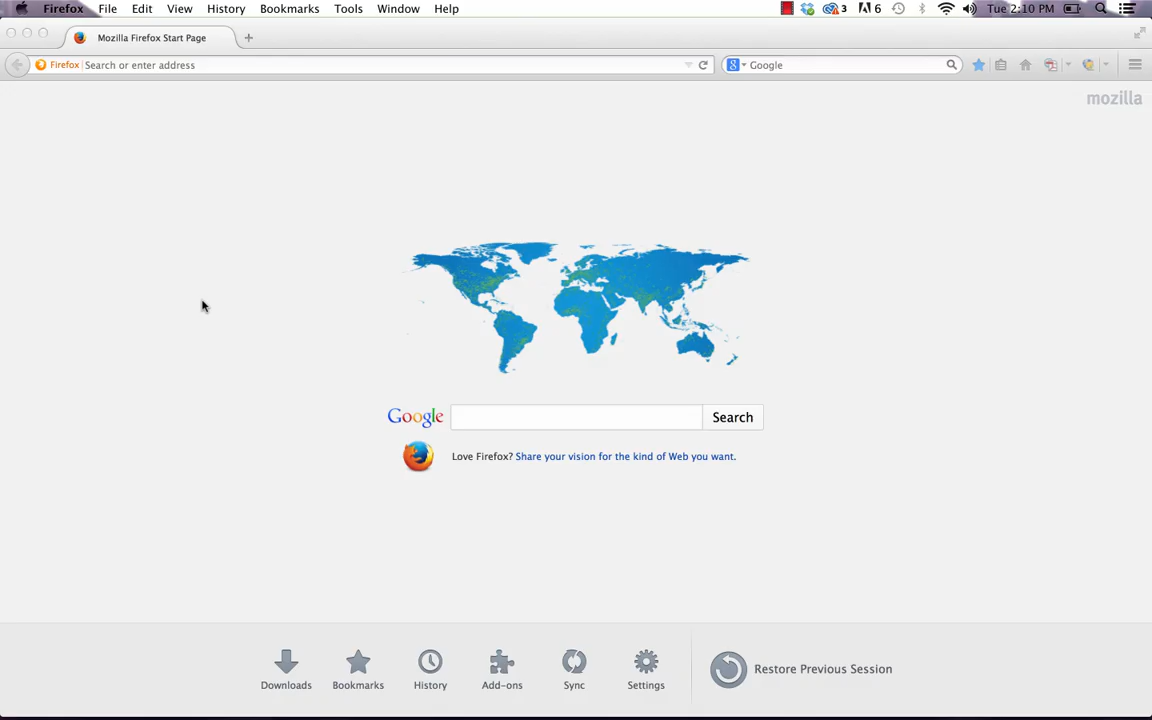 Firefox File Edit View History Bookmarks Tools Window Help 3 6 Tue 2:10 PM
Mozilla Firefox Start Page
Firefox Search or enter address
Google
mozilla
Google Search
Love Firefox? Share your vision for the kind of Web you want.
Downloads Bookmarks History Add-ons Sync Settings Restore Previous Session